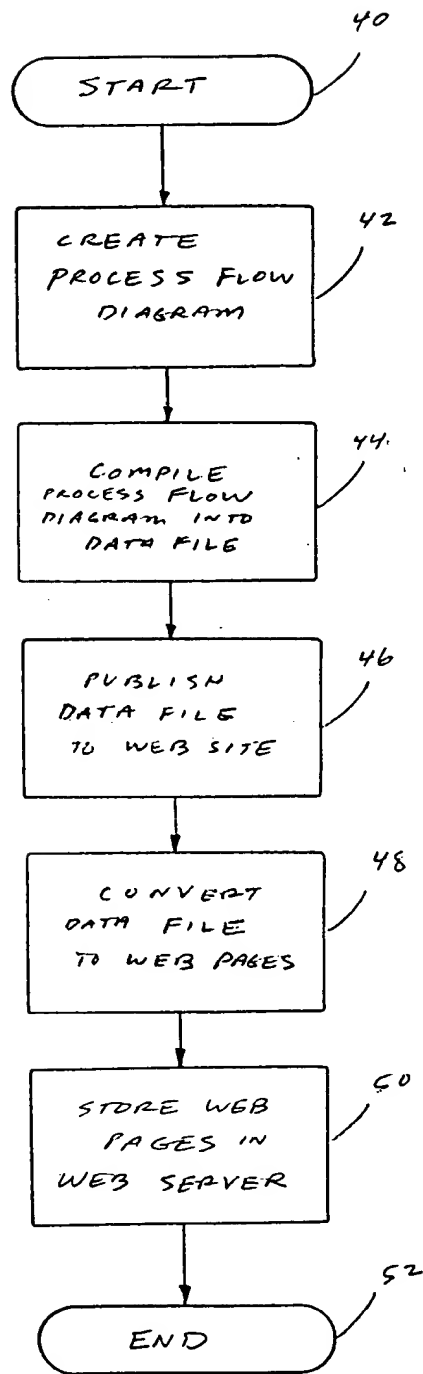 40
START
42
CREATE
PROCESS FLOW
DIAGRAM
44
COMPILE
PROCESS FLOW
DIAGRAM INTO
DATA FILE
46
PUBLISH
DATA FILE
TO WEB SITE
48
CONVERT
DATA FILE
TO WEB PAGES
50
STORE WEB
PAGES IN
WEB SERVER
52
END